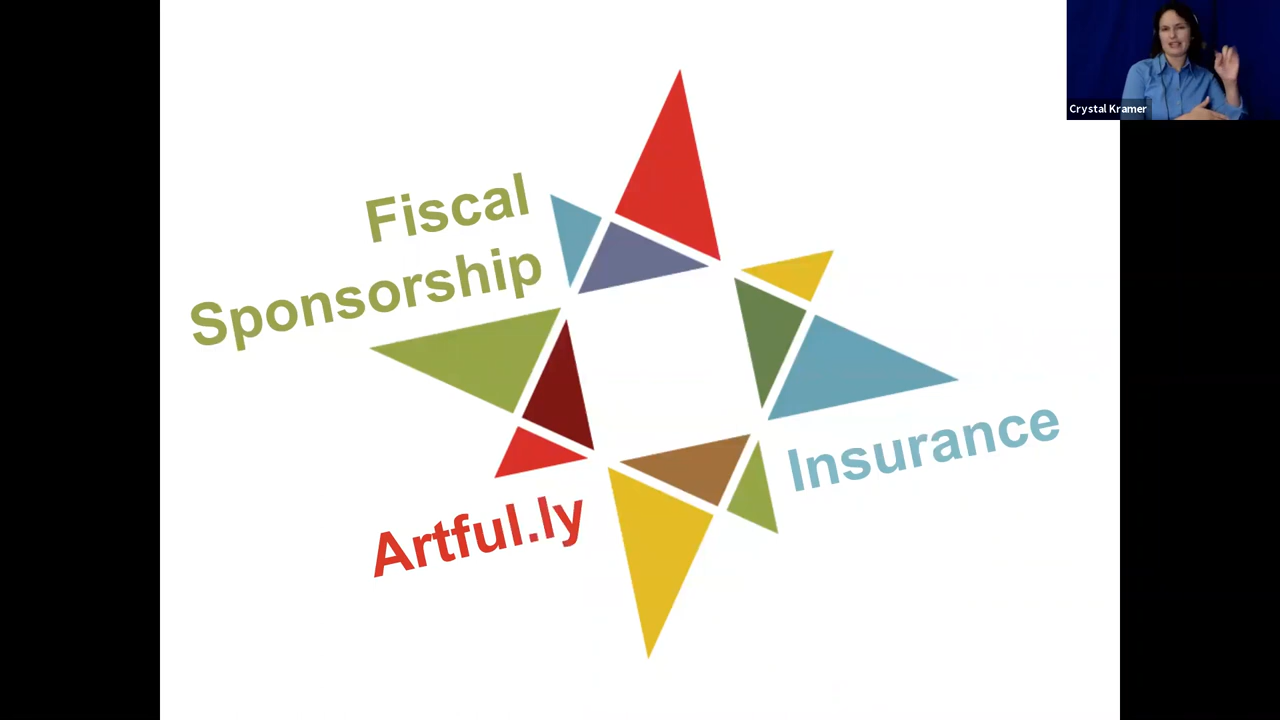 Crystal Kramer
Fiscal
Sponsorship
Insurance
Artful.ly